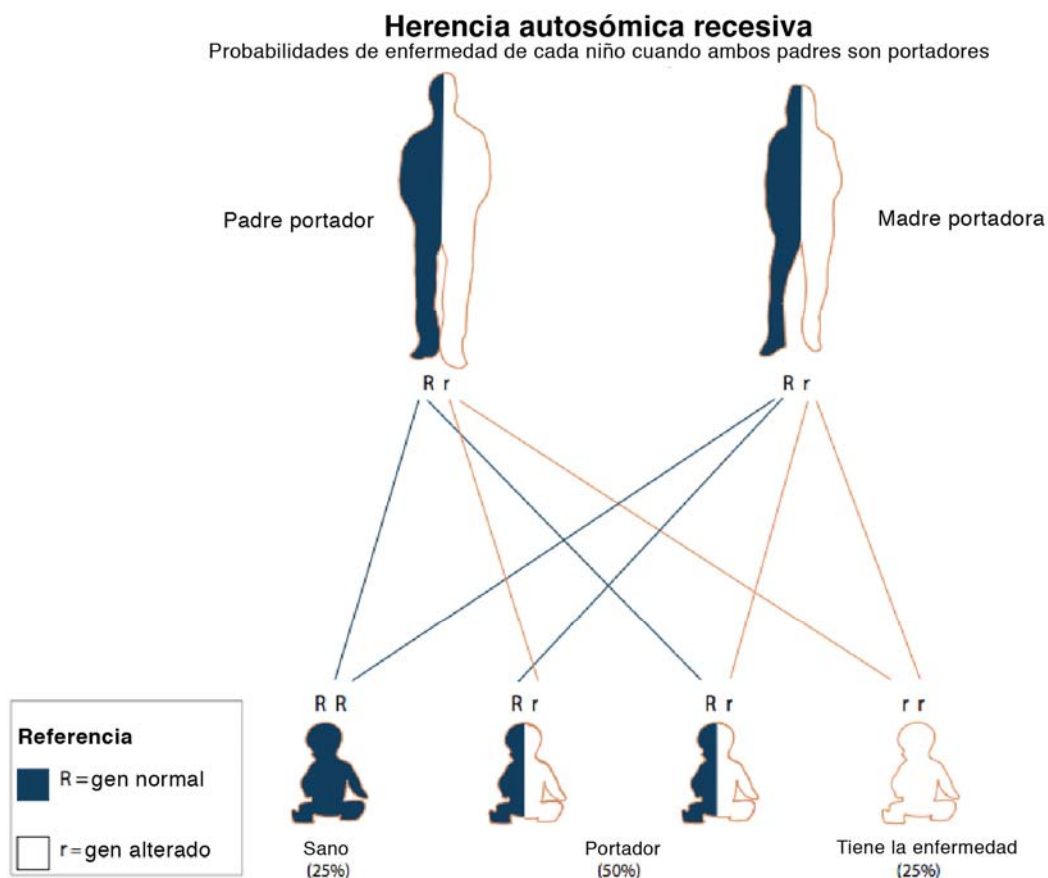 Herencia autosómica recesiva
Probabilidades de enfermedad de cada niño cuando ambos padres son portadores
Padre portador
Madre portadora
R r
R r
R R
R r
R r
r r
Referencia
R=gen normal
r=gen alterado
Sano
(25%)
Portador
(50%)
Tiene la enfermedad
(25%)